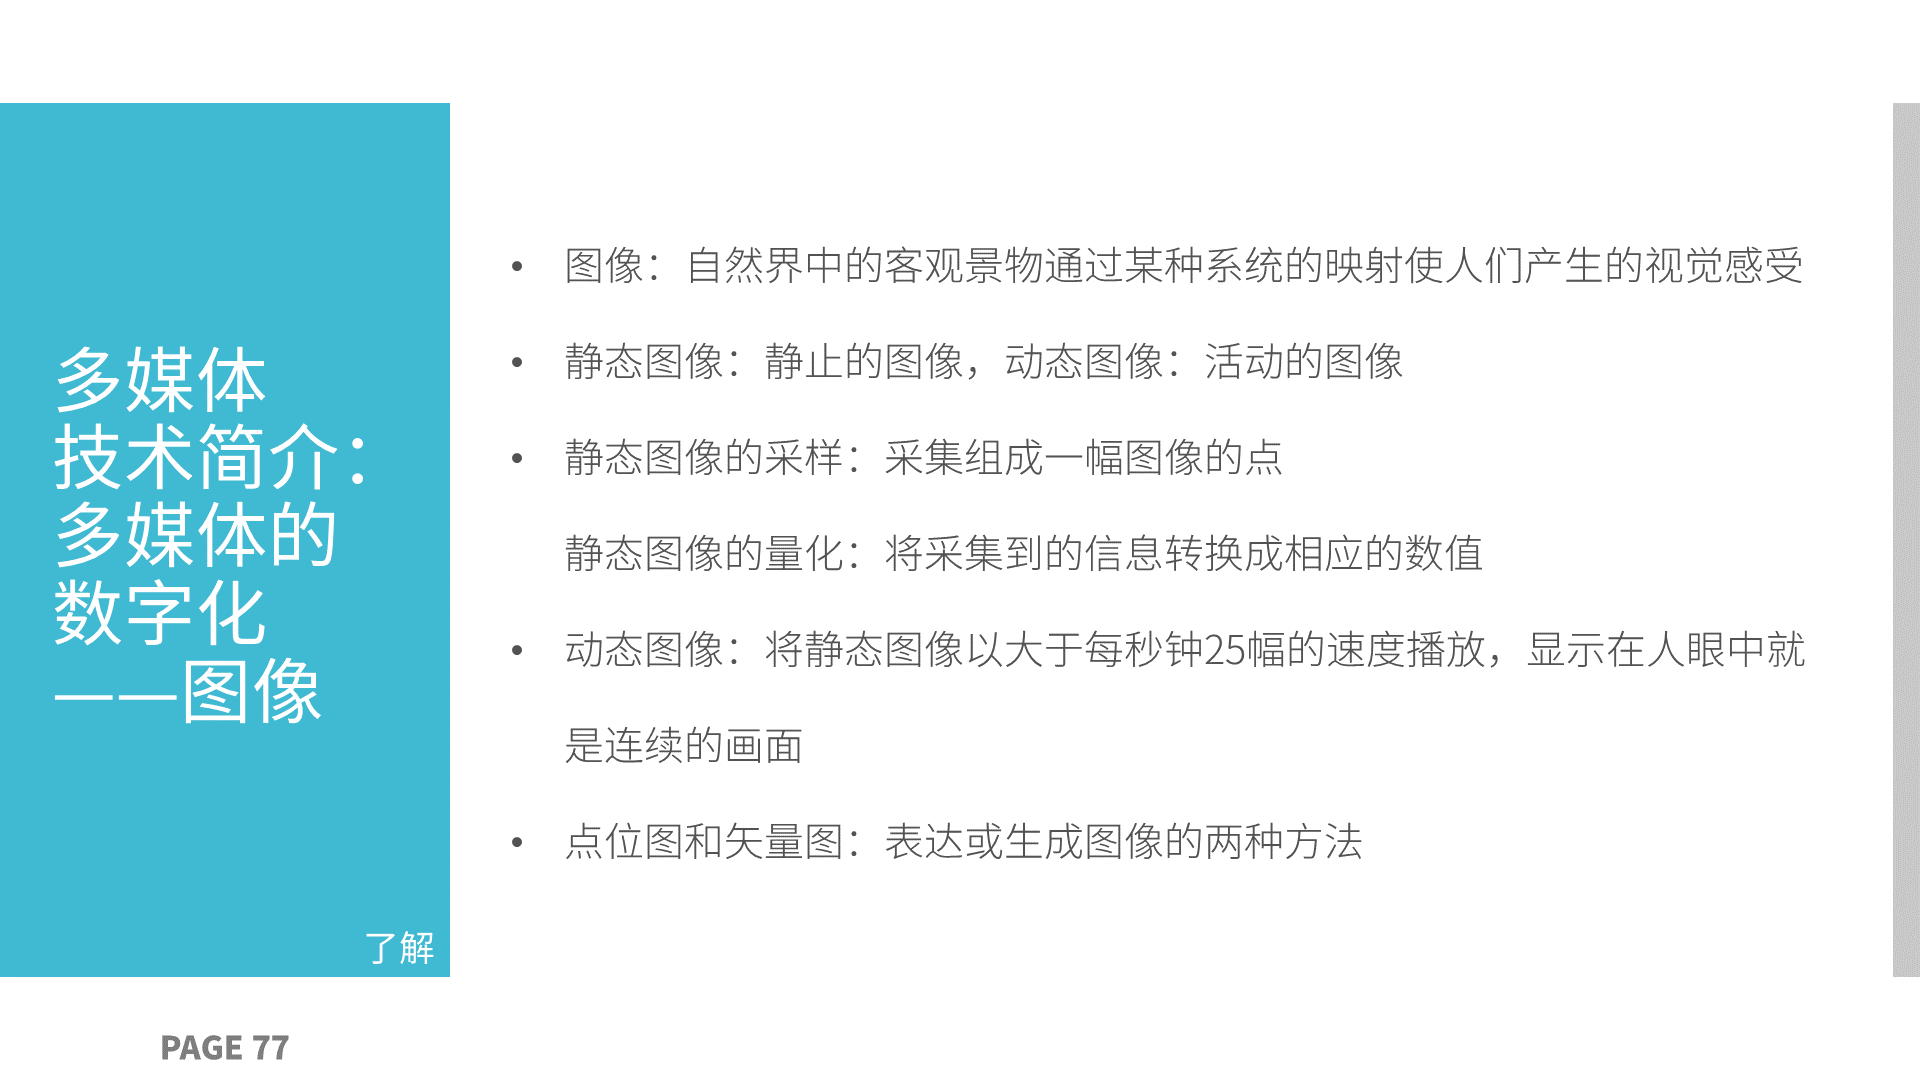 多媒体
技术简介：
多媒体的
数字化
——图像
了解
• 图像：自然界中的客观景物通过某种系统的映射使人们产生的视觉感受
• 静态图像：静止的图像，动态图像：活动的图像
• 静态图像的采样：采集组成一幅图像的点
静态图像的量化：将采集到的信息转换成相应的数值
• 动态图像：将静态图像以大于每秒钟25幅的速度播放，显示在人眼中就
是连续的画面
• 点位图和矢量图：表达或生成图像的两种方法
PAGE 77